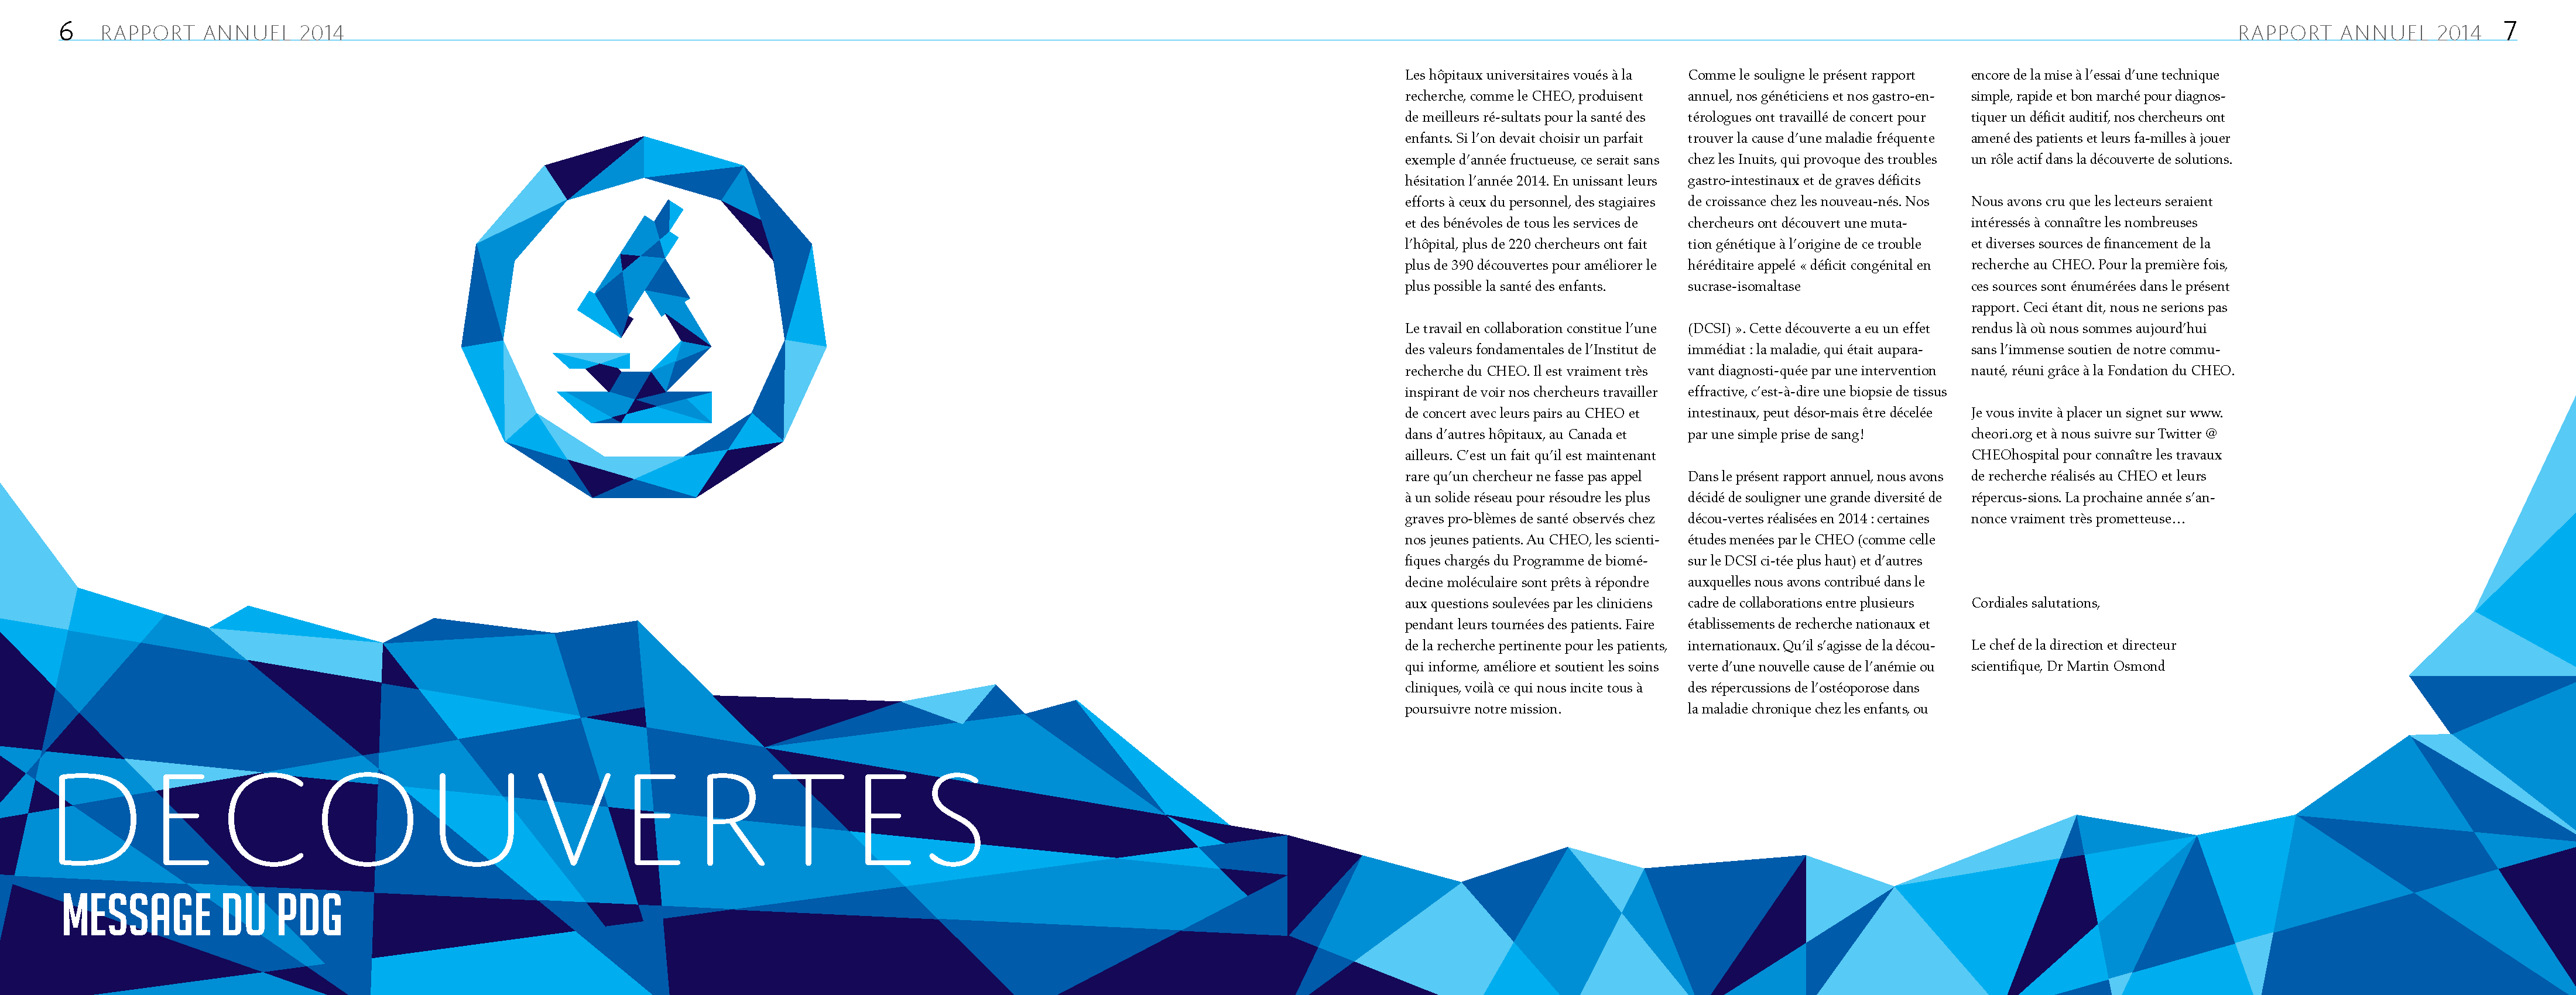 6 RAPPORT ANNUEL 2014
RAPPORT ANNUEL 2014 7
DECOUVERTES
MESSAGE DU PDG
Les hôpitaux universitaires voués à la
recherche, comme le CHEO, produisent
de meilleurs ré-sultats pour la santé des
enfants. Si l’on devait choisir un parfait
exemple d’année fructueuse, ce serait sans
hésitation l’année 2014. En unissant leurs
efforts à ceux du personnel, des stagiaires
et des bénévoles de tous les services de
l’hôpital, plus de 220 chercheurs ont fait
plus de 390 découvertes pour améliorer le
plus possible la santé des enfants.
Le travail en collaboration constitue l’une
des valeurs fondamentales de l’Institut de
recherche du CHEO. Il est vraiment très
inspirant de voir nos chercheurs travailler
de concert avec leurs pairs au CHEO et
dans d’autres hôpitaux, au Canada et
ailleurs. C’est un fait qu’il est maintenant
rare qu’un chercheur ne fasse pas appel
à un solide réseau pour résoudre les plus
graves pro-blèmes de santé observés chez
nos jeunes patients. Au CHEO, les scienti-
fiques chargés du Programme de biomé-
decine moléculaire sont prêts à répondre
aux questions soulevées par les cliniciens
pendant leurs tournées des patients. Faire
de la recherche pertinente pour les patients,
qui informe, améliore et soutient les soins
cliniques, voilà ce qui nous incite tous à
poursuivre notre mission.
Comme le souligne le présent rapport
annuel, nos généticiens et nos gastro-en-
térologues ont travaillé de concert pour
trouver la cause d’une maladie fréquente
chez les Inuits, qui provoque des troubles
gastro-intestinaux et de graves déficits
de croissance chez les nouveau-nés. Nos
chercheurs ont découvert une muta-
tion génétique à l’origine de ce trouble
héréditaire appelé « déficit congénital en
sucrase-isomaltase
(DCSI) ». Cette découverte a eu un effet
immédiat : la maladie, qui était aupara-
vant diagnosti-quée par une intervention
effractive, c’est-à-dire une biopsie de tissus
intestinaux, peut désor-mais être décelée
par une simple prise de sang!
Dans le présent rapport annuel, nous avons
décidé de souligner une grande diversité de
décou-vertes réalisées en 2014 : certaines
études menées par le CHEO (comme celle
sur le DCSI ci-tée plus haut) et d’autres
auxquelles nous avons contribué dans le
cadre de collaborations entre plusieurs
établissements de recherche nationaux et
internationaux. Qu’il s’agisse de la décou-
verte d’une nouvelle cause de l’anémie ou
des répercussions de l’ostéoporose dans
la maladie chronique chez les enfants, ou
encore de la mise à l’essai d’une technique
simple, rapide et bon marché pour diagnos-
tiquer un déficit auditif, nos chercheurs ont
amené des patients et leurs fa-milles à jouer
un rôle actif dans la découverte de solutions.
Nous avons cru que les lecteurs seraient
intéressés à connaître les nombreuses
et diverses sources de financement de la
recherche au CHEO. Pour la première fois,
ces sources sont énumérées dans le présent
rapport. Ceci étant dit, nous ne serions pas
rendus là où nous sommes aujourd’hui
sans l’immense soutien de notre commu-
nauté, réuni grâce à la Fondation du CHEO.
Je vous invite à placer un signet sur www.
cheori.org et à nous suivre sur Twitter @
CHEOhospital pour connaître les travaux
de recherche réalisés au CHEO et leurs
répercus-sions. La prochaine année s’an-
nonce vraiment très prometteuse…
Cordiales salutations,
Le chef de la direction et directeur
scientifique, Dr Martin Osmond